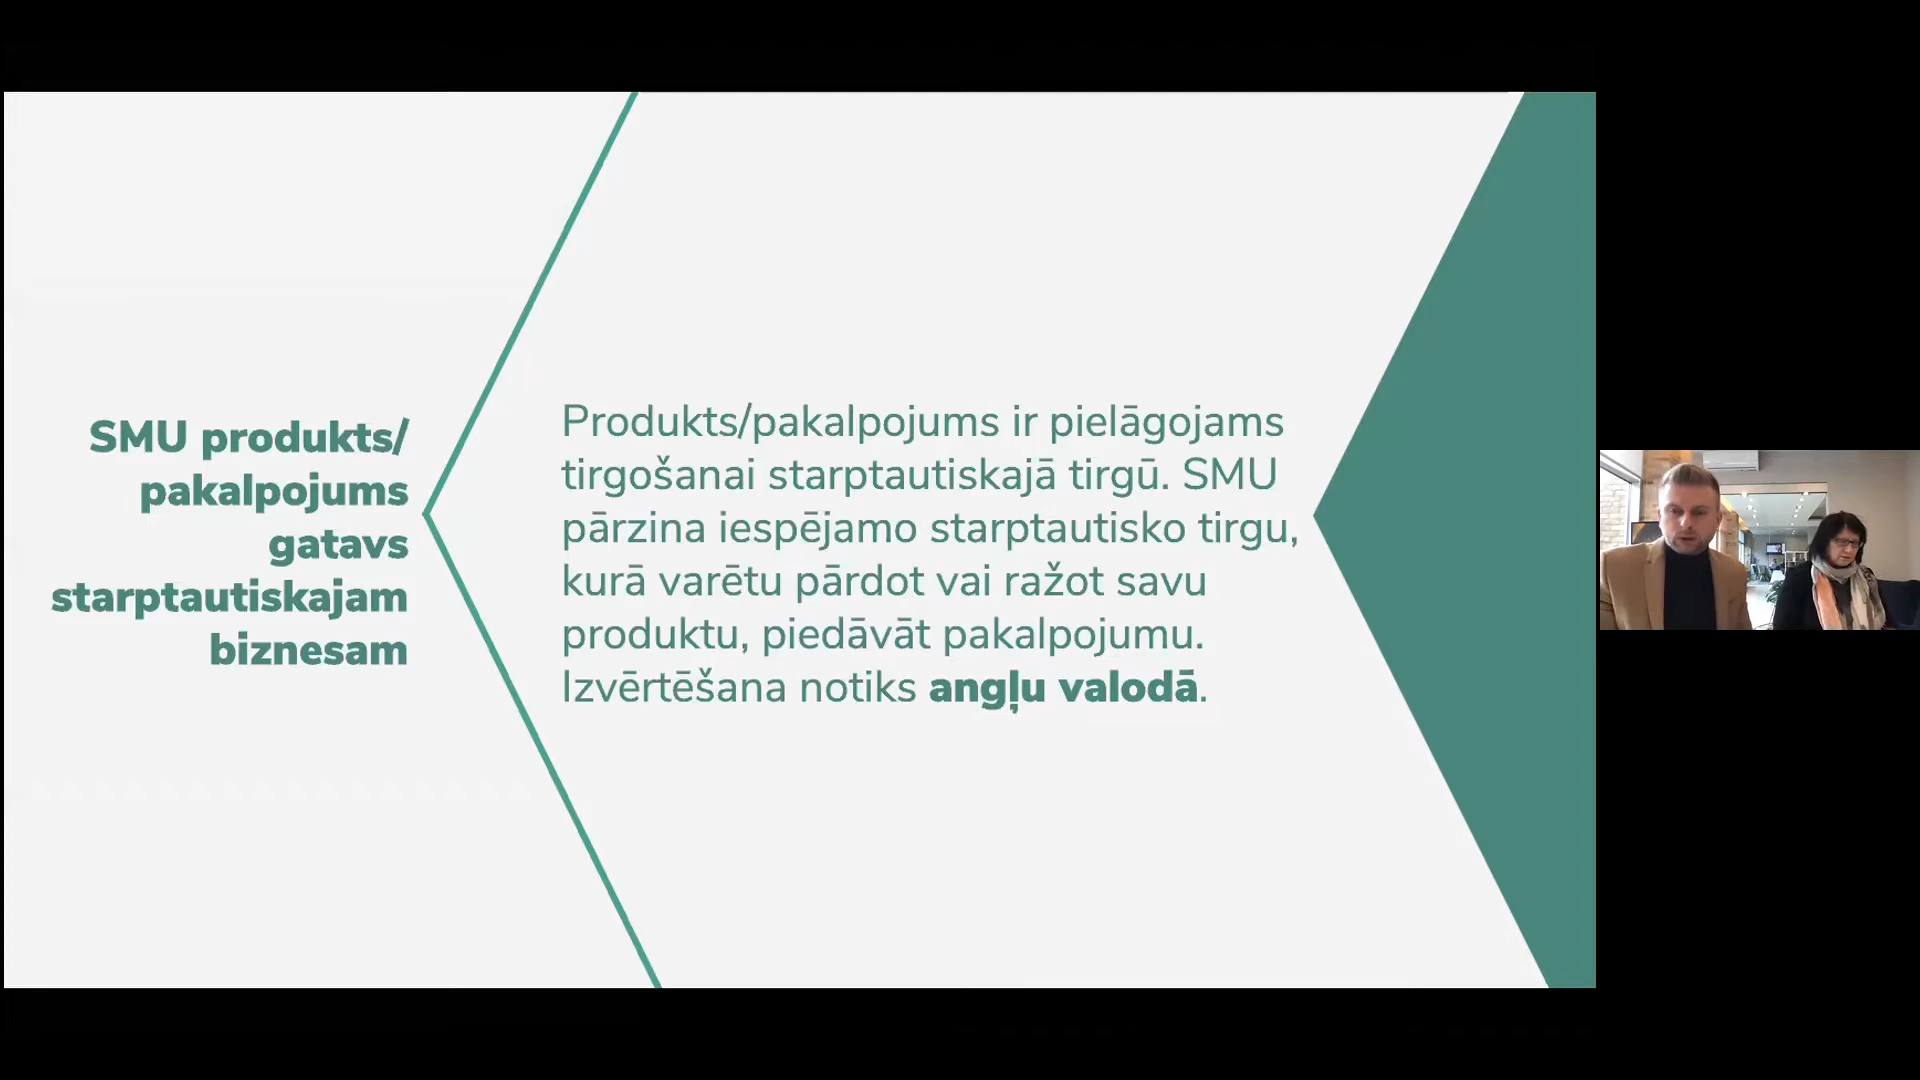 SMU produkts/
pakalpojums
gatavs
starptautiskajam
biznesam
Produkts/pakalpojums ir pielāgojams
tirgošanai starptautiskajā tirgū. SMU
pārzina iespējamo starptautisko tirgu,
kurā varētu pārdot vai ražot savu
produktu, piedāvāt pakalpojumu.
Izvērtēšana notiks angļu valodā.